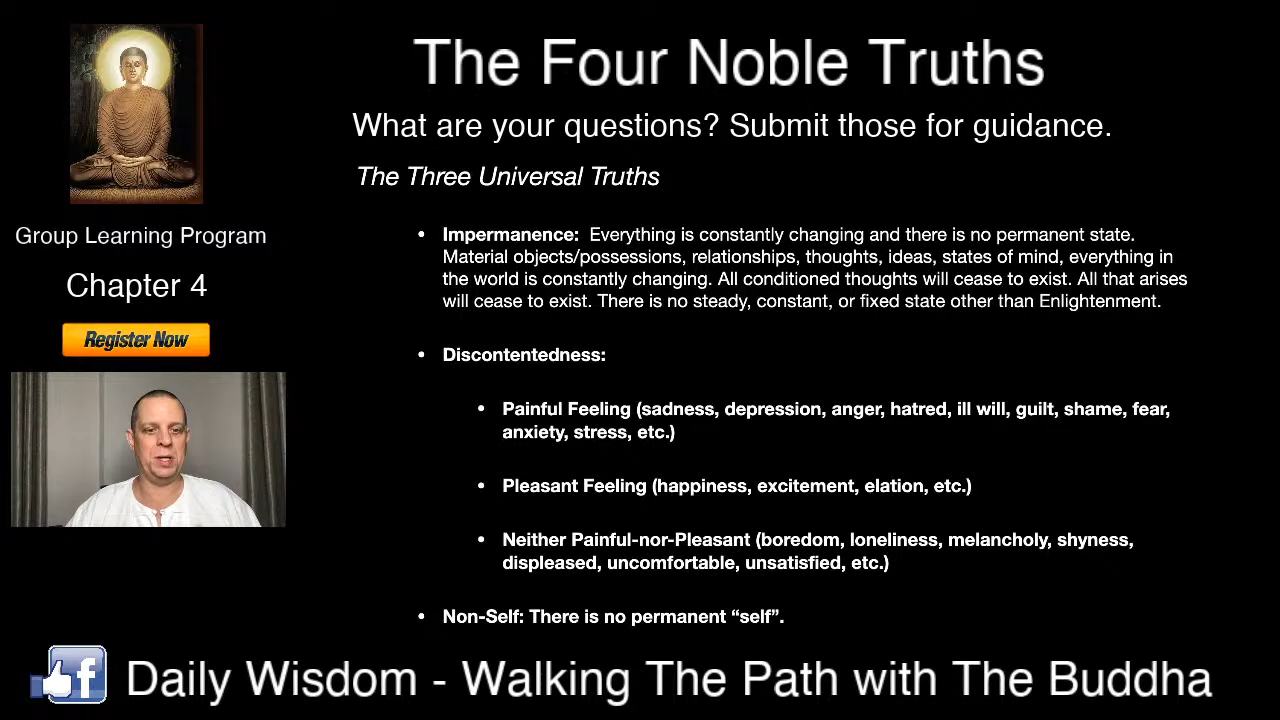 The Four Noble Truths
What are your questions? Submit those for guidance.
The Three Universal Truths
Group Learning Program
Chapter 4
Register Now
• Impermanence: Everything is constantly changing and there is no permanent state.
Material objects/possessions, relationships, thoughts, ideas, states of mind, everything in
the world is constantly changing. All conditioned thoughts will cease to exist. All that arises
will cease to exist. There is no steady, constant, or fixed state other than Enlightenment.
• Discontentedness:
• Painful Feeling (sadness, depression, anger, hatred, ill will, guilt, shame, fear,
anxiety, stress, etc.)
• Pleasant Feeling (happiness, excitement, elation, etc.)
• Neither Painful-nor-Pleasant (boredom, loneliness, melancholy, shyness,
displeased, uncomfortable, unsatisfied, etc.)
• Non-Self: There is no permanent “self”.
f
Daily Wisdom - Walking The Path with The Buddha